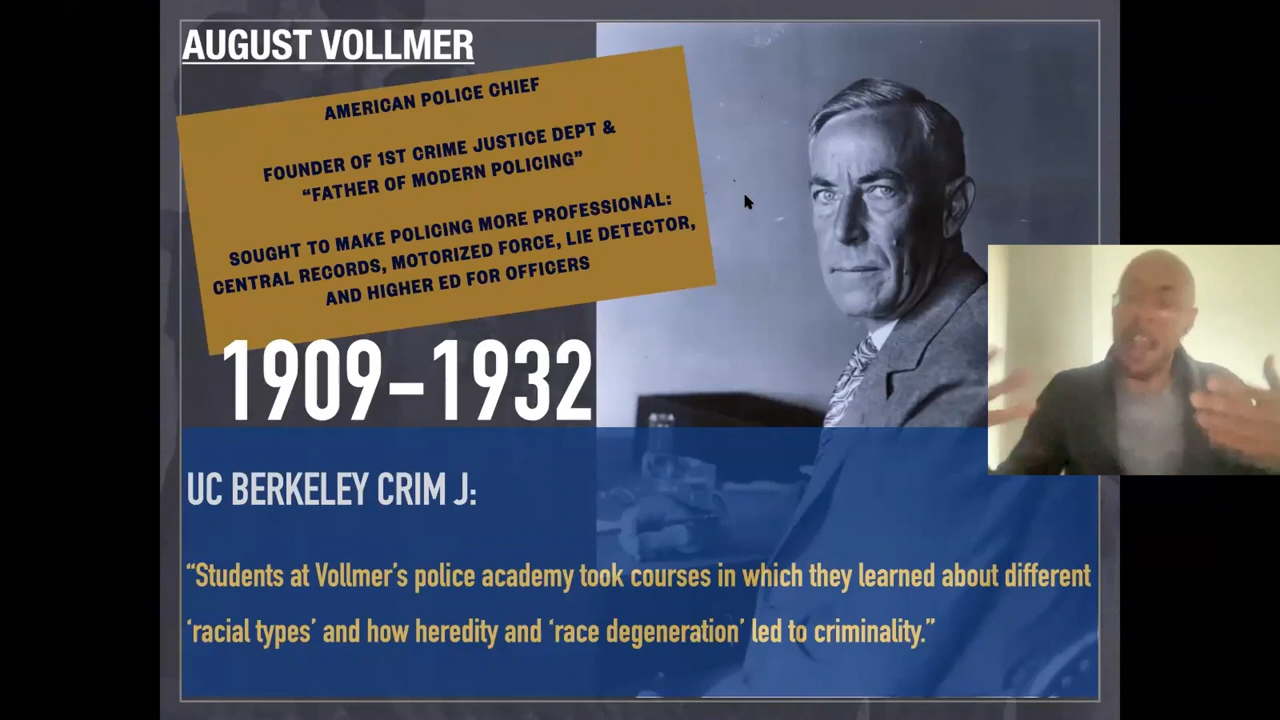 AUGUST VOLLMER
AMERICAN POLICE CHIEF
FOUNDER OF 1ST CRIME JUSTICE DEPT &
“FATHER OF MODERN POLICING”
SOUGHT TO MAKE POLICING MORE PROFESSIONAL:
CENTRAL RECORDS, MOTORIZED FORCE, LIE DETECTOR,
AND HIGHER ED FOR OFFICERS
1909-1932
UC BERKELEY CRIM J:
“Students at Vollmer’s police academy took courses in which they learned about different
‘racial types’ and how heredity and ‘race degeneration’ led to criminality.”